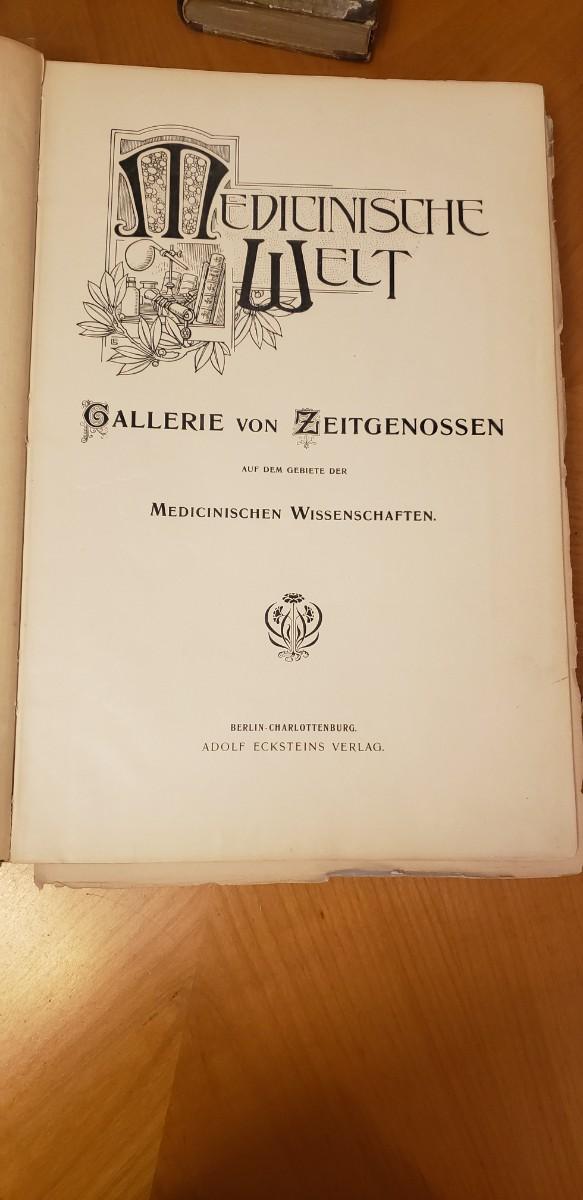 MEDICINISCHE
WELT
GALLERIE VON ZEITGENOSSEN
AUF DEM GEBIETE DER
MEDICINISCHEN WISSENSCHAFTEN.
BERLIN-CHARLOTTENBURG.
ADOLF ECKSTEINS VERLAG.